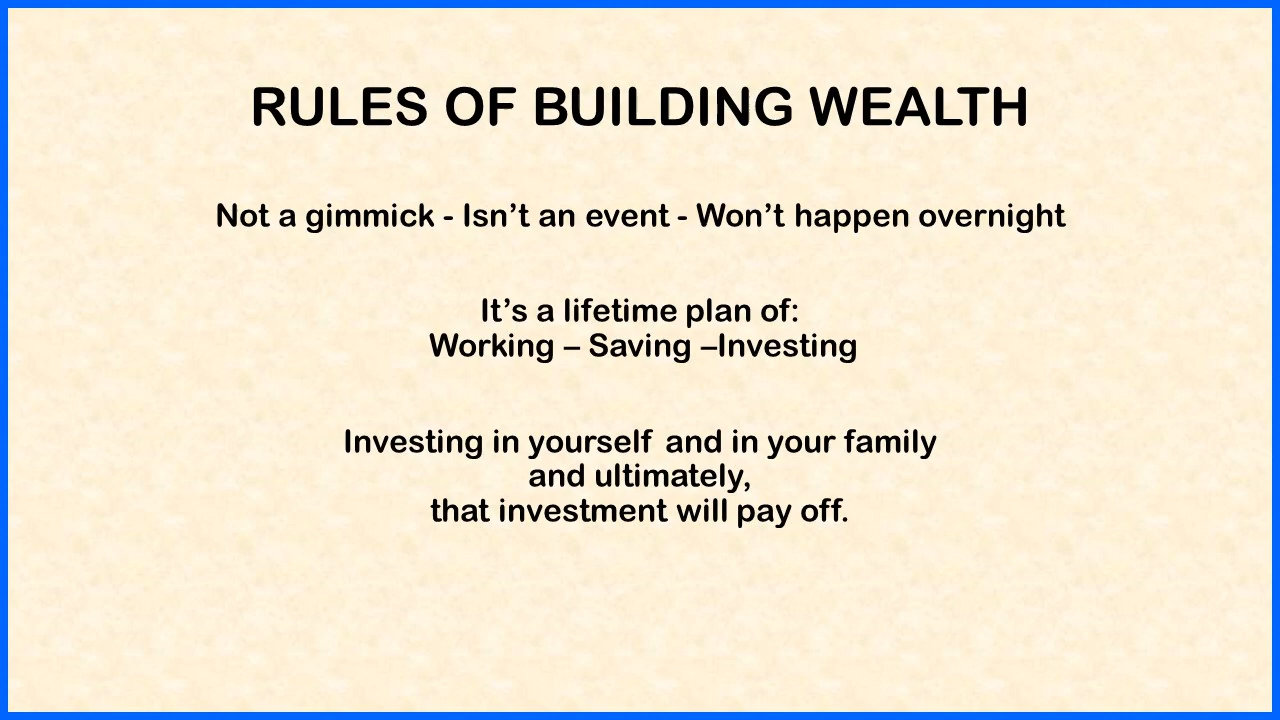 RULES OF BUILDING WEALTH
Not a gimmick - Isn’t an event - Won’t happen overnight
It’s a lifetime plan of:
Working – Saving –Investing
Investing in yourself and in your family
and ultimately,
that investment will pay off.